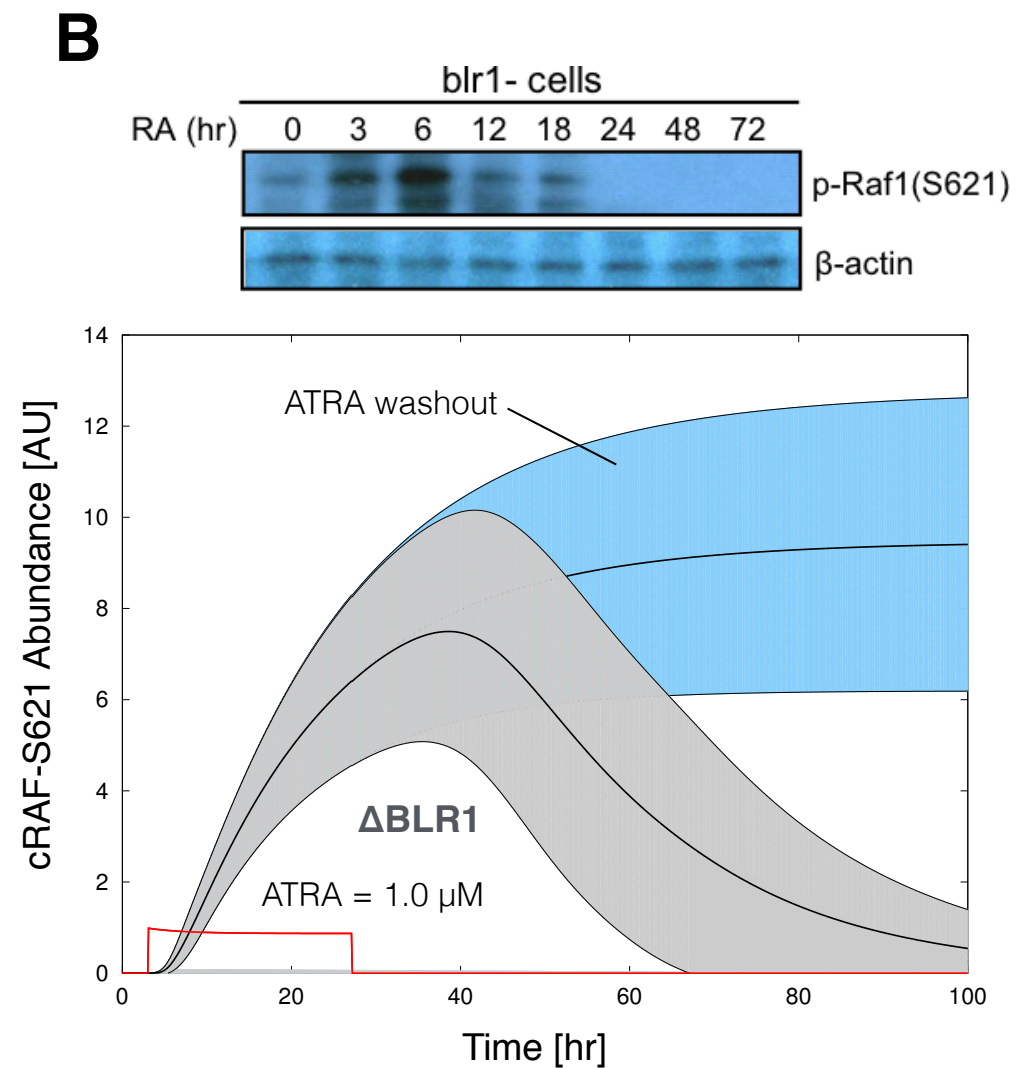 B
blr1- cells
RA (hr) 0 3 6 12 18 24 48 72
p-Raf1(S621)
β-actin
14
12
10
8
6
4
2
0
cRAF-S621 Abundance [AU]
ATRA washout
ΔBLR1
ATRA = 1.0 μM
0 20 40 60 80 100
Time [hr]